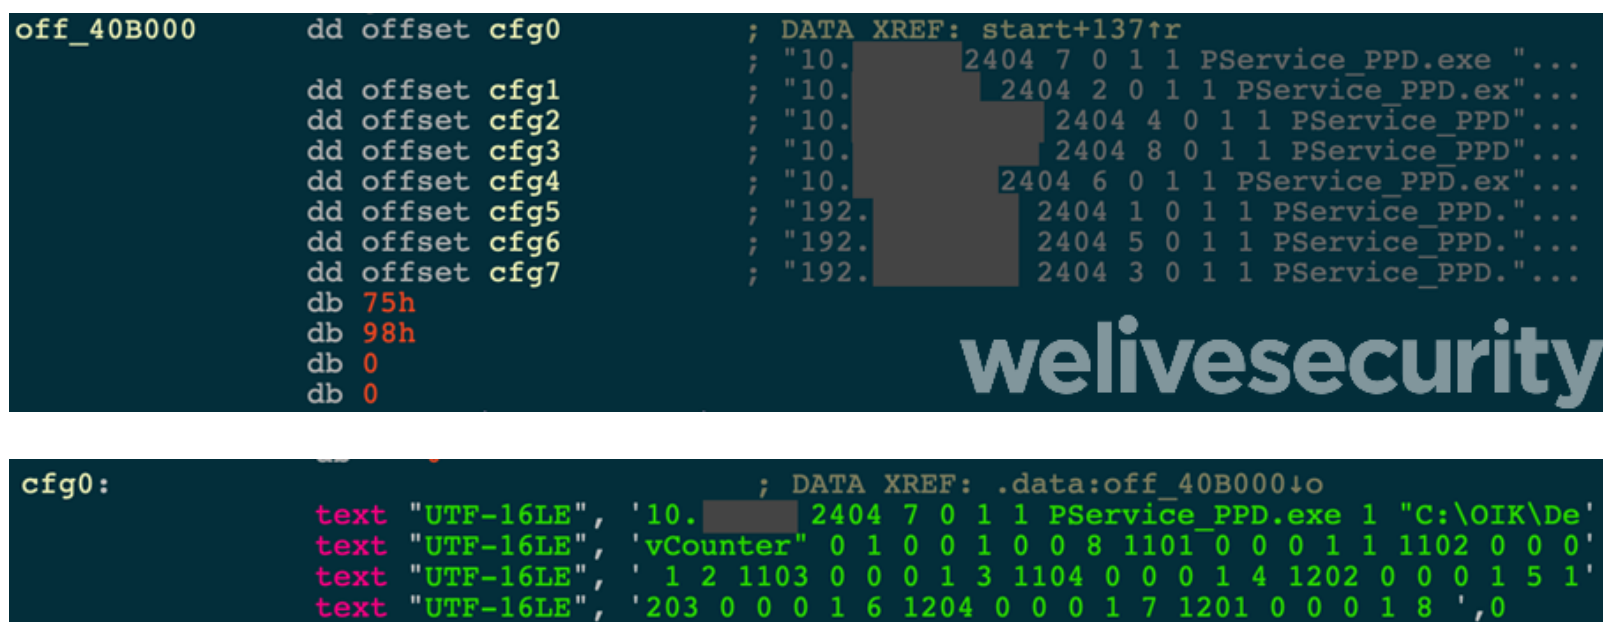 off_40B000 dd offset cfg0 ; DATA XREF: start+137↑r
; "10. 2404 7 0 1 1 PService_PPD.exe "...
dd offset cfg1 ; "10. 2404 2 0 1 1 PService_PPD.ex"...
dd offset cfg2 ; "10. 2404 4 0 1 1 PService_PPD"...
dd offset cfg3 ; "10. 2404 8 0 1 1 PService_PPD"...
dd offset cfg4 ; "10. 2404 6 0 1 1 PService_PPD.ex"...
dd offset cfg5 ; "192. 2404 1 0 1 1 PService_PPD."...
dd offset cfg6 ; "192. 2404 5 0 1 1 PService_PPD."...
dd offset cfg7 ; "192. 2404 3 0 1 1 PService_PPD."...
db 75h
db 98h
db 0
db 0
welivesecurity
cfg0: ; DATA XREF: .data:off_40B000↓o
text "UTF-16LE", '10. 2404 7 0 1 1 PService_PPD.exe 1 "C:\OIK\De'
text "UTF-16LE", 'vCounter" 0 1 0 0 1 0 0 8 1101 0 0 0 1 1 1102 0 0 0'
text "UTF-16LE", ' 1 2 1103 0 0 0 1 3 1104 0 0 0 1 4 1202 0 0 0 1 5 1'
text "UTF-16LE", '203 0 0 0 1 6 1204 0 0 0 1 7 1201 0 0 0 1 8 ',0